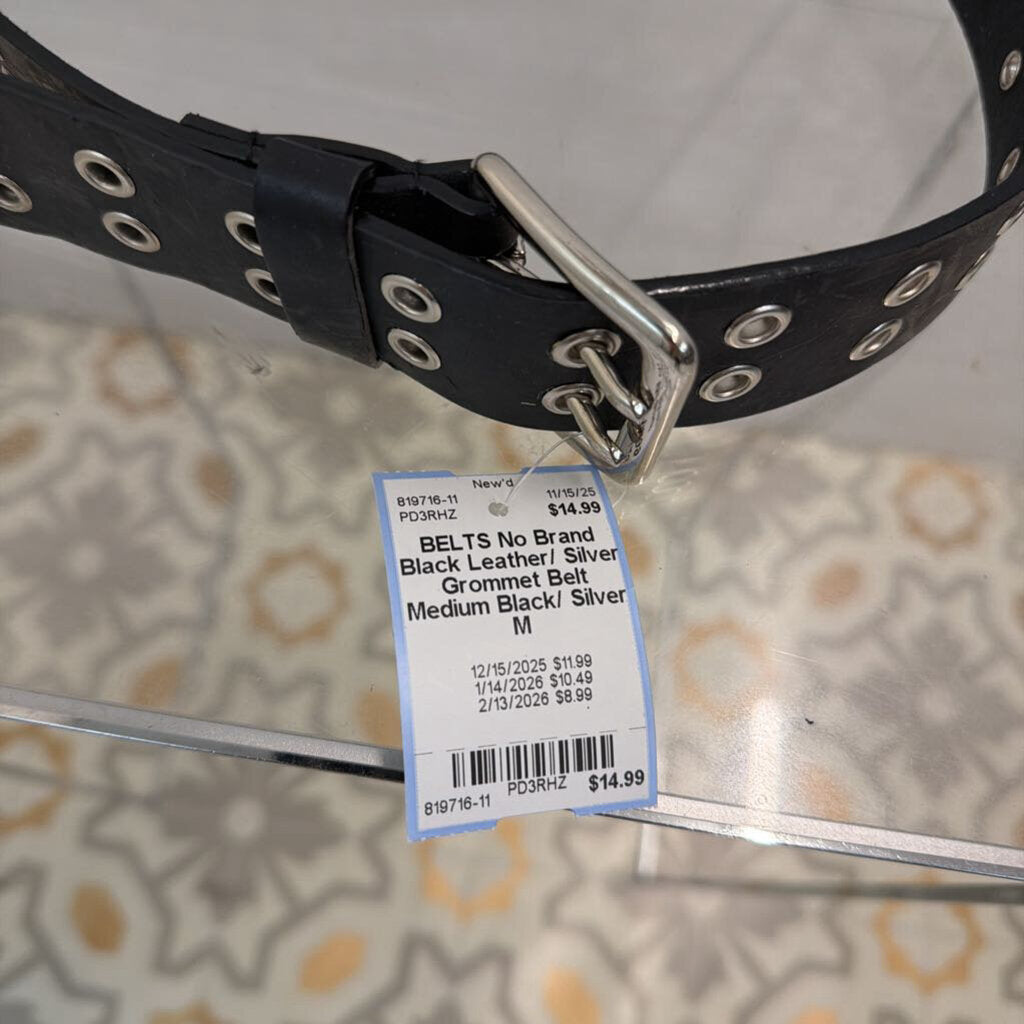 New'd
819716-11 11/15/25
PD3RHZ $14.99
BELTS No Brand
Black Leather/ Silver
Grommet Belt
Medium Black/ Silver
M
12/15/2025 $11.99
1/14/2026 $10.49
2/13/2026 $8.99
PD3RHZ $14.99
819716-11